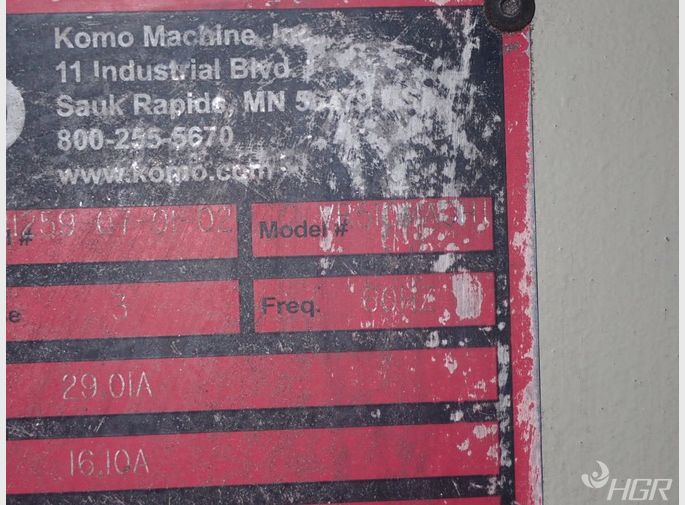 Komo Machine, Inc.
11 Industrial Blvd.
Sauk Rapids, MN
800-255-5670
www.komo.com
#
Model #
3
Freq. 60HZ
29.01A
16.10A
HGR